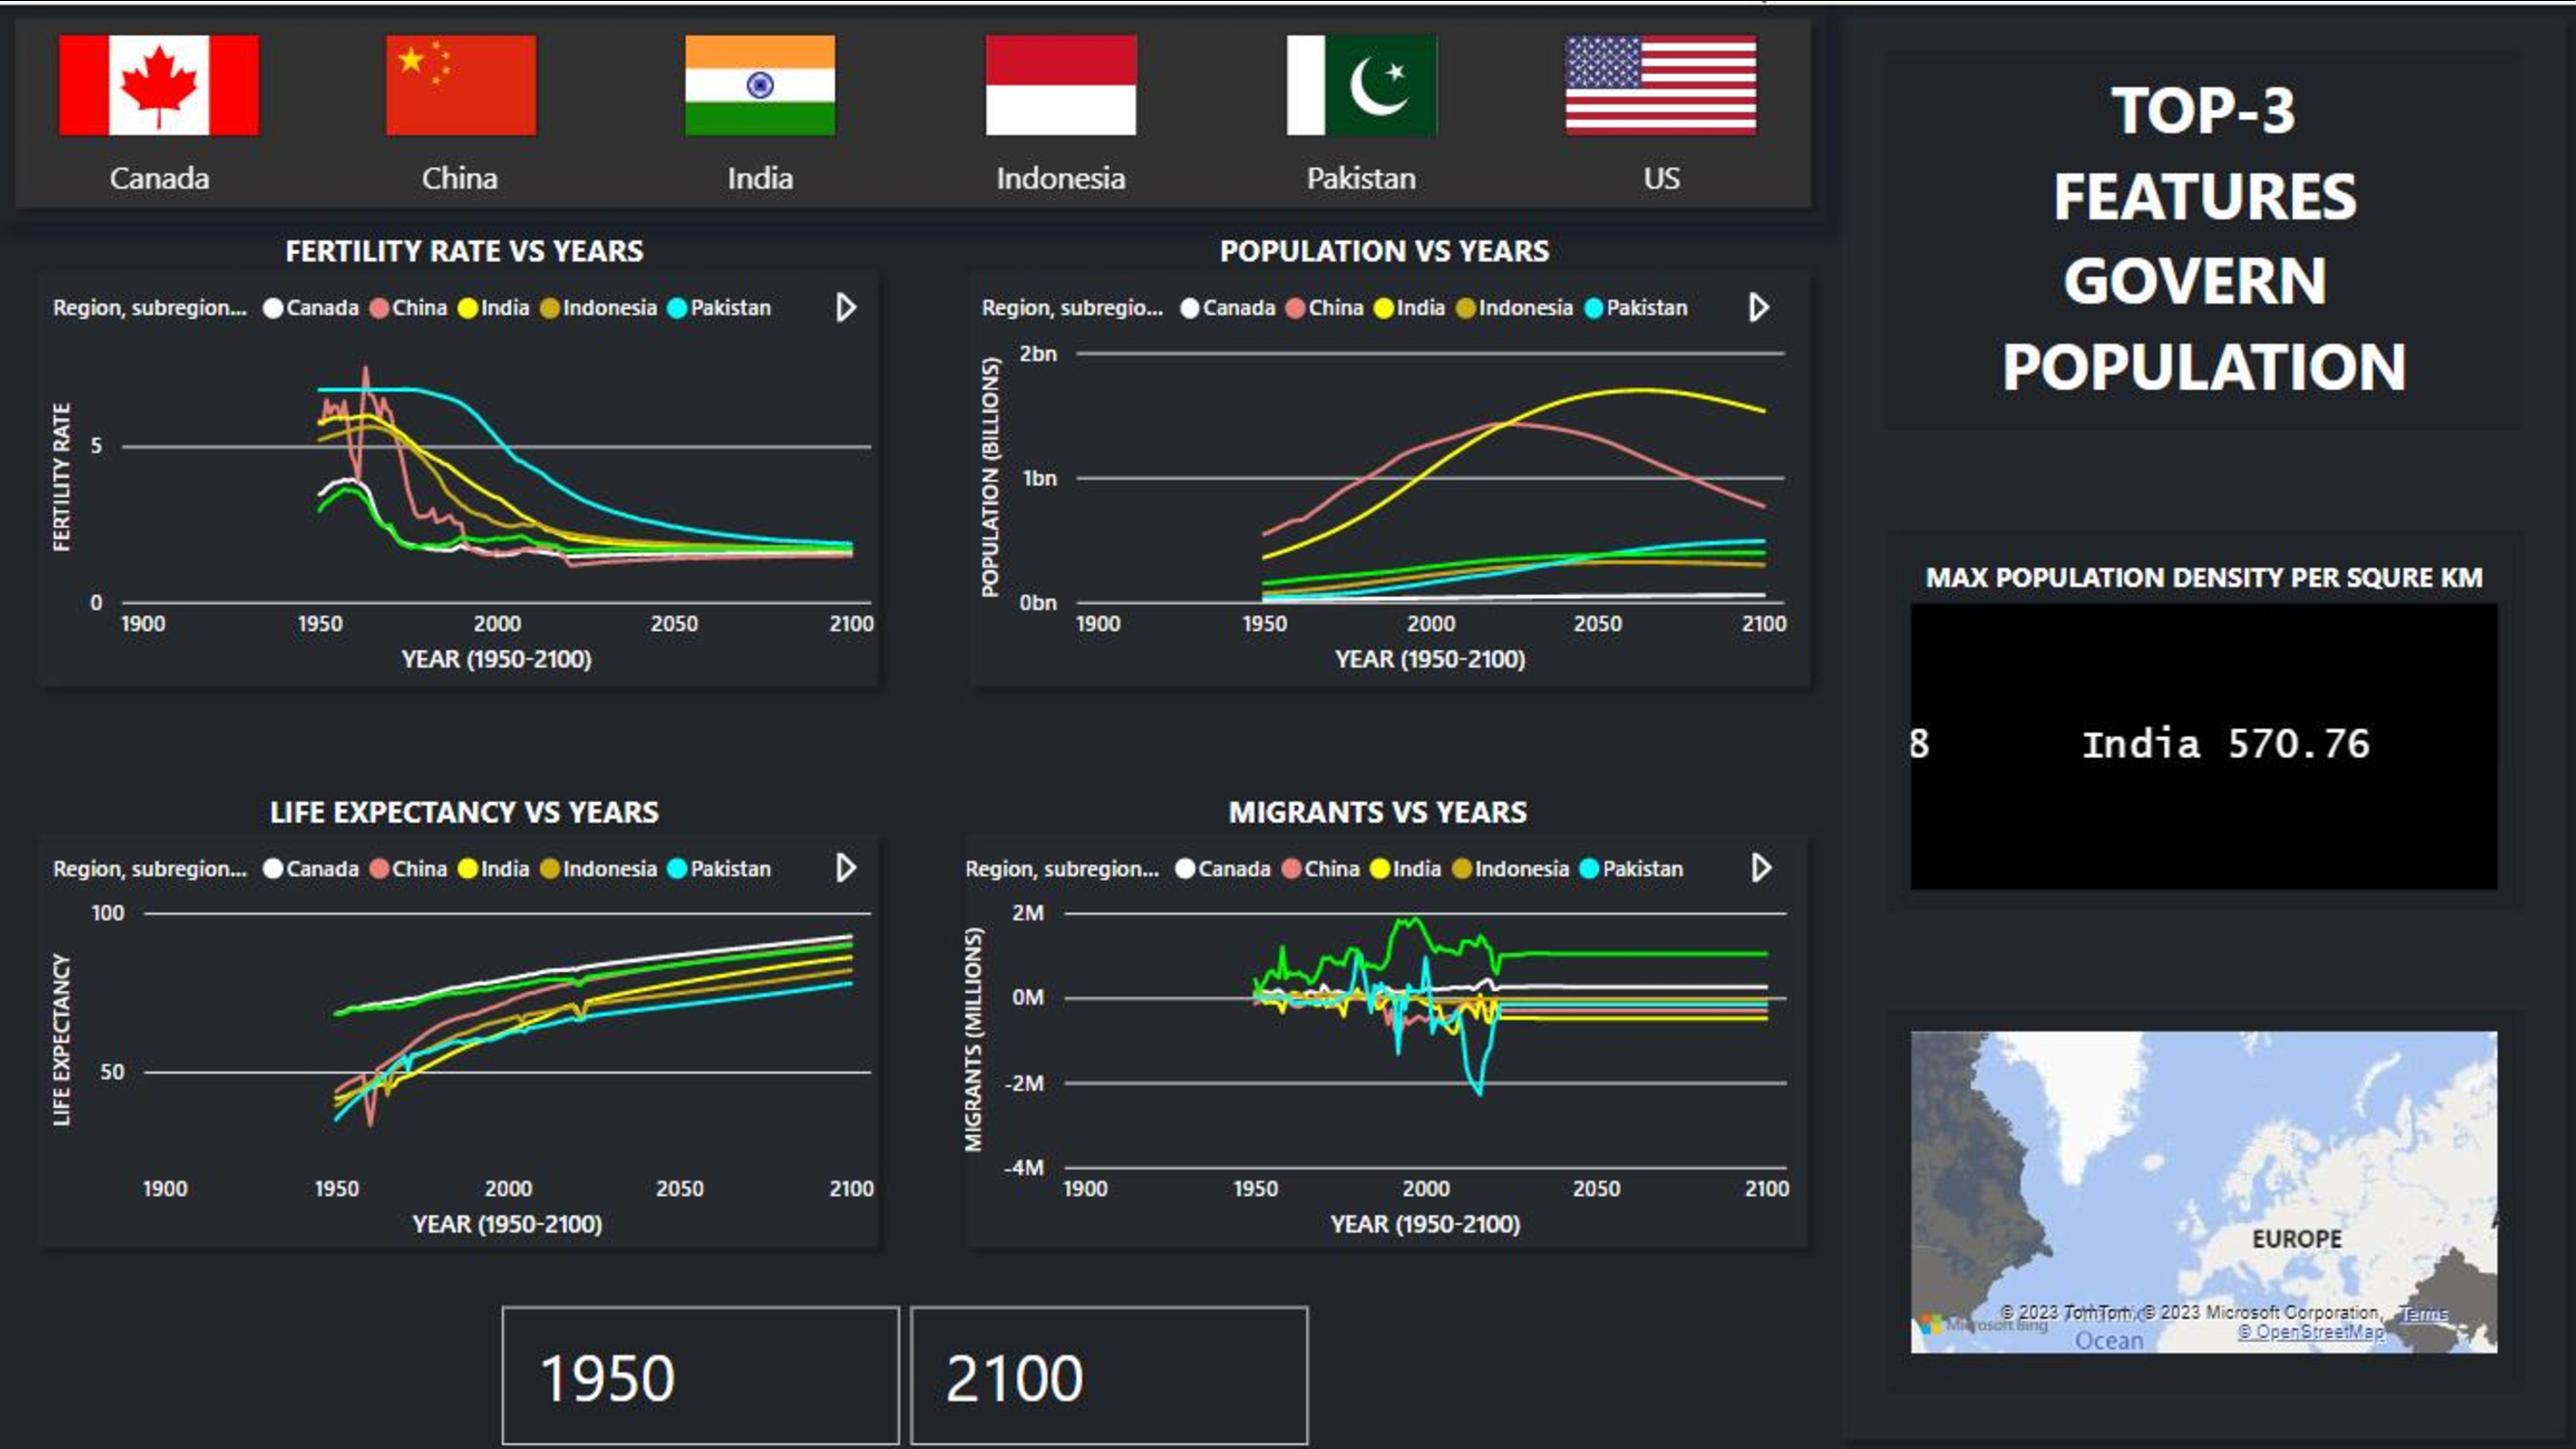 Canada
China
India
Indonesia
Pakistan
US
TOP-3
FEATURES
GOVERN
POPULATION
FERTILITY RATE VS YEARS
Region, subregion... Canada China India Indonesia Pakistan
FERTILITY RATE
5
0
1900 1950 2000 2050 2100
YEAR (1950-2100)
POPULATION VS YEARS
Region, subregio... Canada China India Indonesia Pakistan
POPULATION (BILLIONS)
2bn
1bn
0bn
1900 1950 2000 2050 2100
YEAR (1950-2100)
MAX POPULATION DENSITY PER SQURE KM
8 India 570.76
LIFE EXPECTANCY VS YEARS
Region, subregion... Canada China India Indonesia Pakistan
LIFE EXPECTANCY
100
50
1900 1950 2000 2050 2100
YEAR (1950-2100)
MIGRANTS VS YEARS
Region, subregion... Canada China India Indonesia Pakistan
MIGRANTS (MILLIONS)
2M
0M
-2M
-4M
1900 1950 2000 2050 2100
YEAR (1950-2100)
EUROPE
© 2023 TomTom, © 2023 Microsoft Corporation, Terms
Microsoft Bing
© OpenStreetMap
Ocean
1950
2100